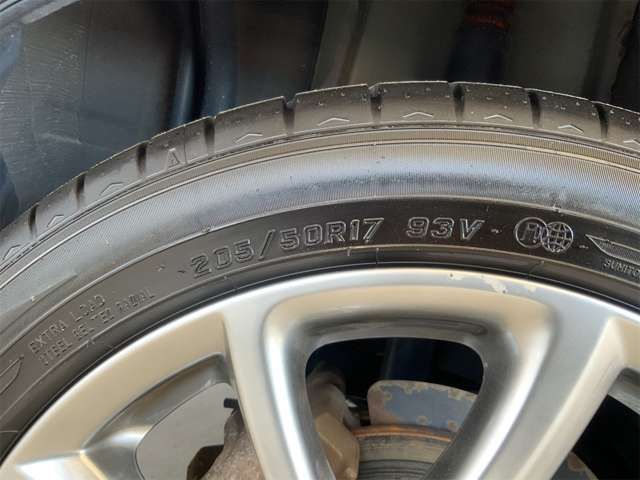 205/50R17 93V
EXTRA LOAD
STEEL BELTED RADIAL
A